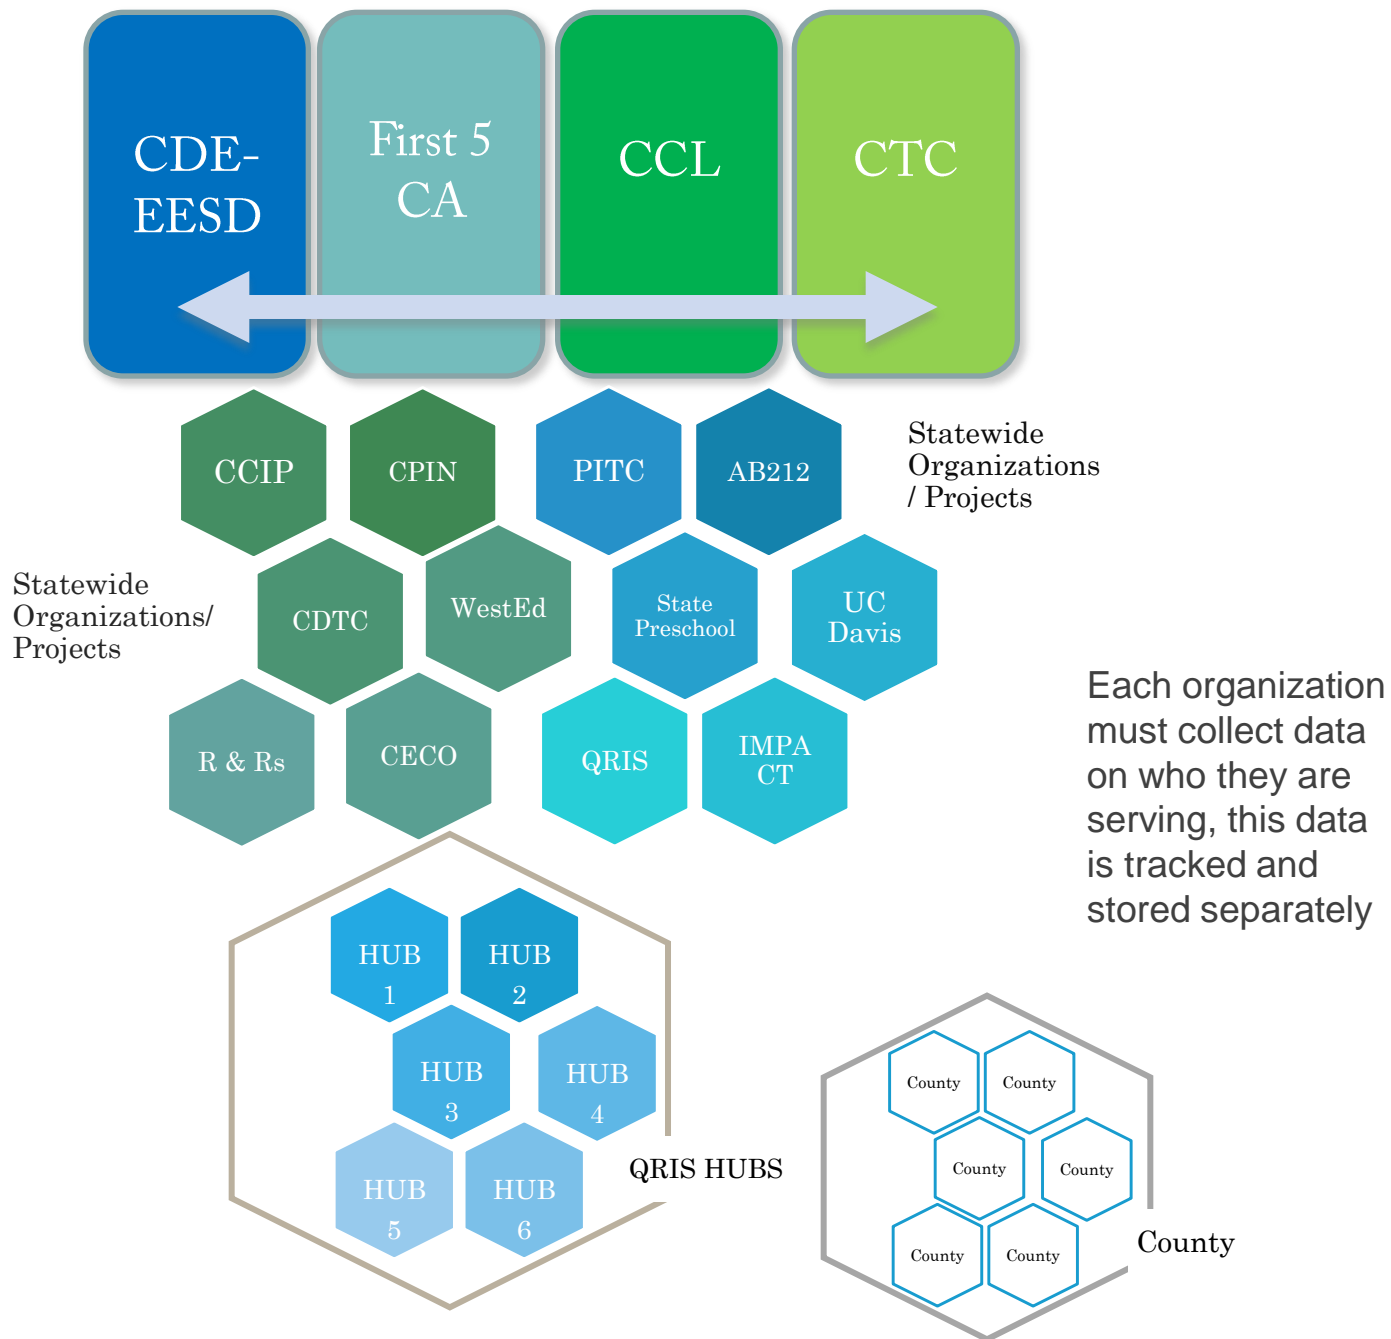 CDE-
EESD
First 5
CA
CCL
CTC
CCIP
CPIN
PITC
AB212
Statewide
Organizations
/ Projects
Statewide
Organizations/
Projects
CDTC
WestEd
State
Preschool
UC
Davis
R & Rs
CECO
QRIS
IMPA
CT
Each organization
must collect data
on who they are
serving, this data
is tracked and
stored separately
HUB
1
HUB
2
HUB
3
HUB
4
HUB
5
HUB
6
QRIS HUBS
County
County
County
County
County
County
County